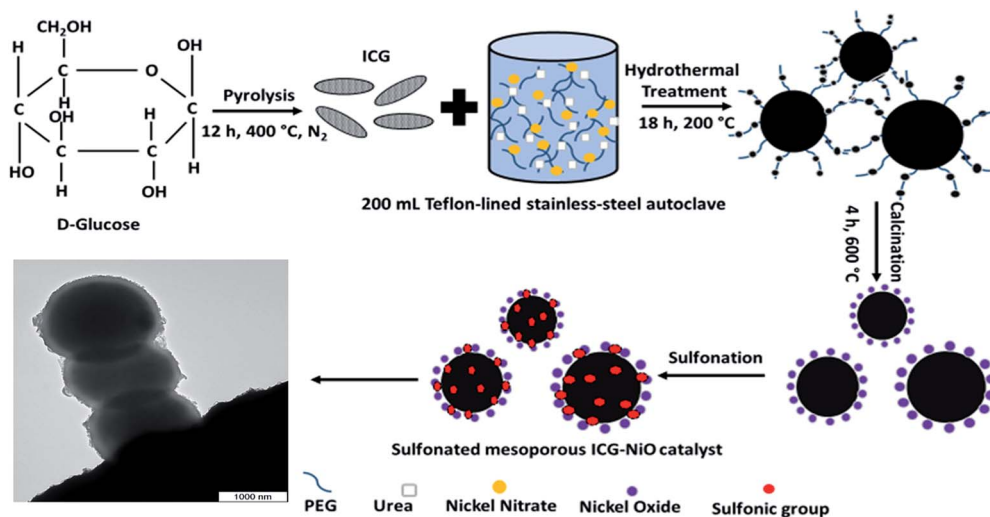 CH₂OH
H
C
O
OH
C
H
OH
C
HO
C
H
C
H
OH
C
H
D-Glucose
Pyrolysis
12 h, 400 °C, N₂
ICG
200 mL Teflon-lined stainless-steel autoclave
Hydrothermal
Treatment
18 h, 200 °C
Calcination
4 h, 600 °C
Sulfonation
Sulfonated mesoporous ICG-NiO catalyst
1000 nm
PEG
Urea
Nickel Nitrate
Nickel Oxide
Sulfonic group